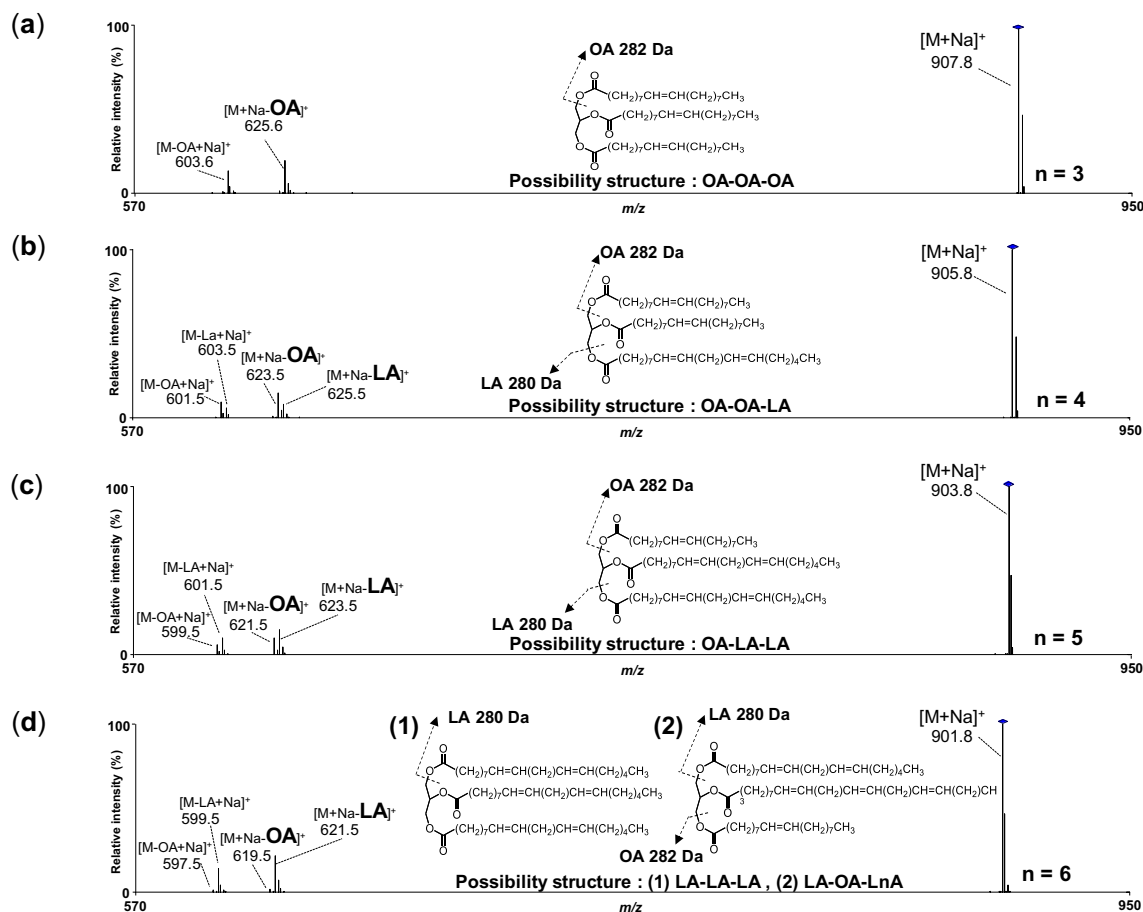 (a)
100
Relative intensity (%)
0
570
950
m/z
[M-OA+Na]+
603.6
[M+Na-OA]+
625.6
OA 282 Da
O
O
(CH2)7CH=CH(CH2)7CH3
O
(CH2)7CH=CH(CH2)7CH3
O
O
(CH2)7CH=CH(CH2)7CH3
O
Possibility structure : OA-OA-OA
[M+Na]+
907.8
n = 3
(b)
100
Relative intensity (%)
0
570
950
m/z
[M-OA+Na]+
601.5
[M-La+Na]+
603.5
[M+Na-OA]+
623.5
[M+Na-LA]+
625.5
OA 282 Da
O
O
(CH2)7CH=CH(CH2)7CH3
O
(CH2)7CH=CH(CH2)7CH3
O
O
(CH2)7CH=CH(CH2)CH=CH(CH2)4CH3
O
LA 280 Da
Possibility structure : OA-OA-LA
[M+Na]+
905.8
n = 4
(c)
100
Relative intensity (%)
0
570
950
m/z
[M-OA+Na]+
599.5
[M-LA+Na]+
601.5
[M+Na-OA]+
621.5
[M+Na-LA]+
623.5
OA 282 Da
O
O
(CH2)7CH=CH(CH2)7CH3
O
(CH2)7CH=CH(CH2)CH=CH(CH2)4CH3
O
O
(CH2)7CH=CH(CH2)CH=CH(CH2)4CH3
O
LA 280 Da
Possibility structure : OA-LA-LA
[M+Na]+
903.8
n = 5
(d)
100
Relative intensity (%)
0
570
950
m/z
[M-OA+Na]+
597.5
[M-LA+Na]+
599.5
[M+Na-OA]+
619.5
[M+Na-LA]+
621.5
(1)
LA 280 Da
O
O
(CH2)7CH=CH(CH2)CH=CH(CH2)4CH3
O
(CH2)7CH=CH(CH2)CH=CH(CH2)4CH3
O
O
(CH2)7CH=CH(CH2)CH=CH(CH2)4CH3
O
(2)
LA 280 Da
O
O
(CH2)7CH=CH(CH2)CH=CH(CH2)4CH3
O
(CH2)7CH=CH(CH2)CH=CH(CH2)CH=CH(CH2)CH
3
O
O
(CH2)7CH=CH(CH2)7CH3
O
OA 282 Da
Possibility structure : (1) LA-LA-LA , (2) LA-OA-LnA
[M+Na]+
901.8
n = 6